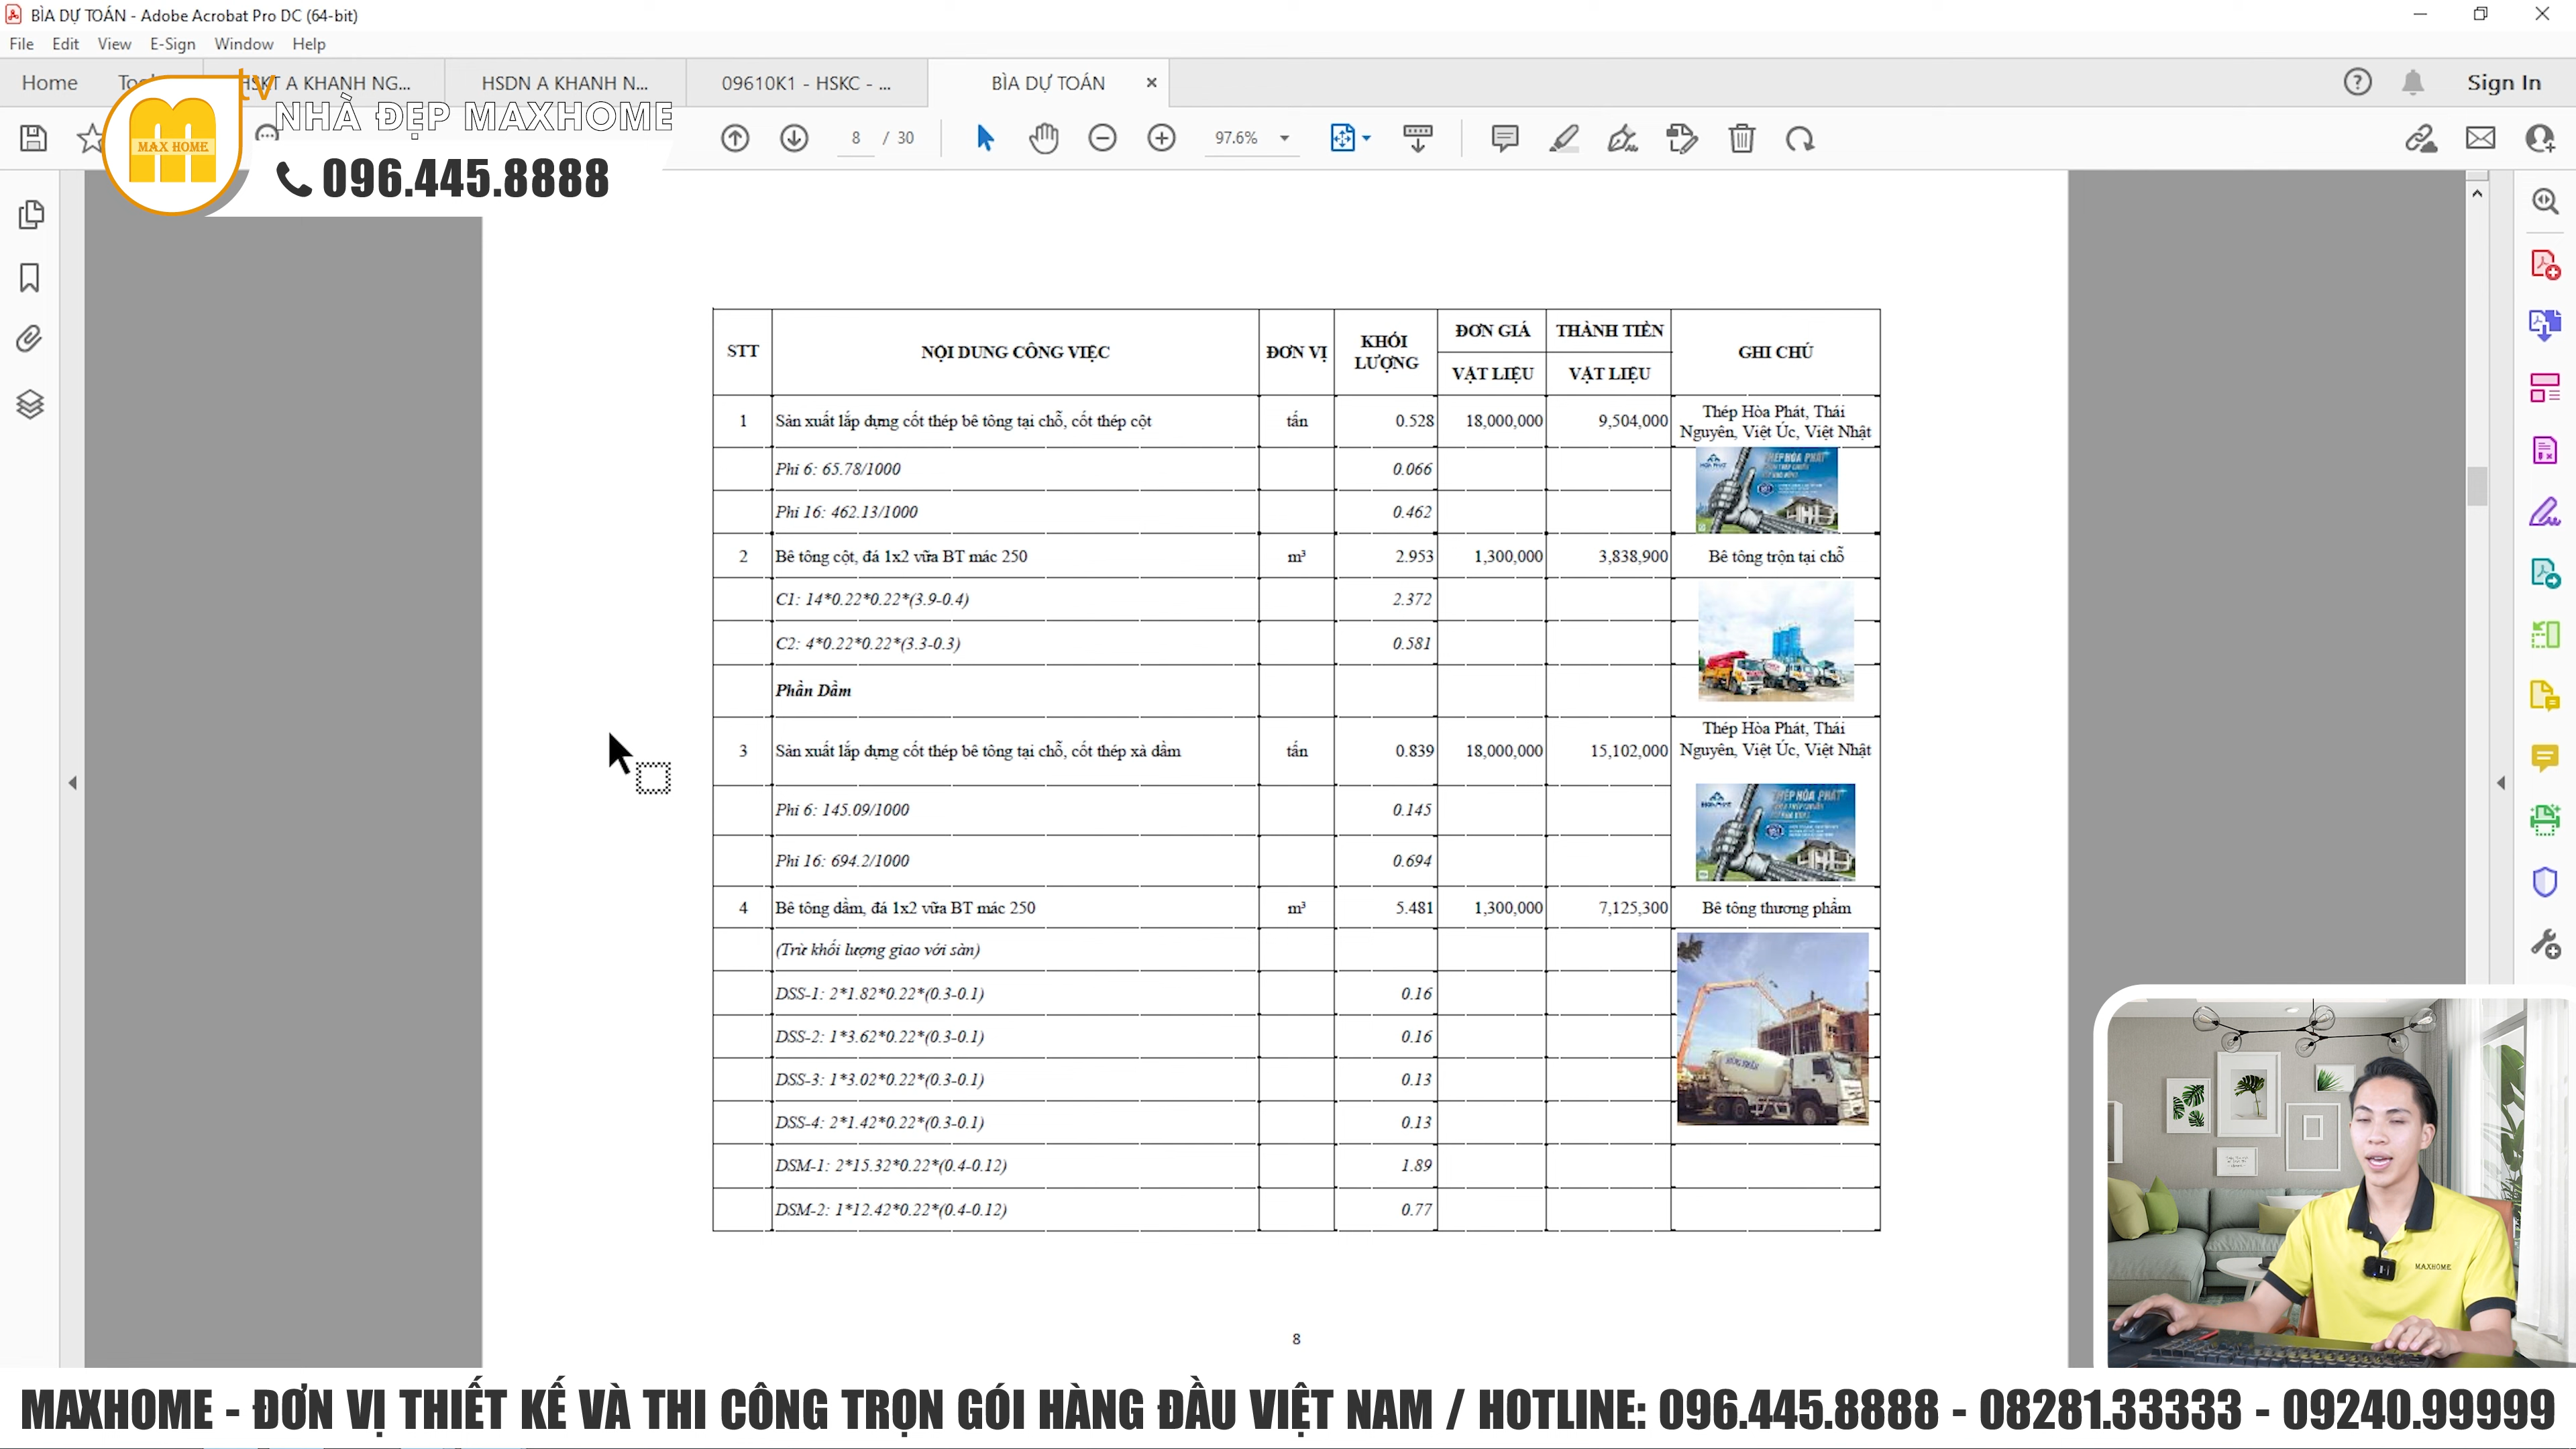 BÌA DỰ TOÁN - Adobe Acrobat Pro DC (64-bit)
File Edit View E-Sign Window Help
Home HSKT A KHANH NG... HSDN A KHANH N... 09610K1 - HSKC - ... BÌA DỰ TOÁN Sign In
tv
NHÀ ĐẸP MAXHOME
MAX HOME
096.445.8888
8 / 30 97.6%
STT NỘI DUNG CÔNG VIỆC ĐƠN VỊ KHỐI LƯỢNG ĐƠN GIÁ THÀNH TIỀN GHI CHÚ
VẬT LIỆU VẬT LIỆU
1 Sản xuất lắp dựng cốt thép bê tông tại chỗ, cốt thép cột tấn 0.528 18,000,000 9,504,000 Thép Hòa Phát, Thái Nguyên, Việt Úc, Việt Nhật
Phi 6: 65.78/1000 0.066
THÉP HÒA PHÁT
Phi 16: 462.13/1000 0.462
2 Bê tông cột, đá 1x2 vữa BT mác 250 m³ 2.953 1,300,000 3,838,900 Bê tông trộn tại chỗ
C1: 14*0.22*0.22*(3.9-0.4) 2.372
C2: 4*0.22*0.22*(3.3-0.3) 0.581
Phần Dầm
3 Sản xuất lắp dựng cốt thép bê tông tại chỗ, cốt thép xà dầm tấn 0.839 18,000,000 15,102,000 Thép Hòa Phát, Thái Nguyên, Việt Úc, Việt Nhật
Phi 6: 145.09/1000 0.145
THÉP HÒA PHÁT
Phi 16: 694.2/1000 0.694
4 Bê tông dầm, đá 1x2 vữa BT mác 250 m³ 5.481 1,300,000 7,125,300 Bê tông thương phẩm
(Trừ khối lượng giao với sàn)
DSS-1: 2*1.82*0.22*(0.3-0.1) 0.16
DSS-2: 1*3.62*0.22*(0.3-0.1) 0.16
DSS-3: 1*3.02*0.22*(0.3-0.1) 0.13
DSS-4: 2*1.42*0.22*(0.3-0.1) 0.13
DSM-1: 2*15.32*0.22*(0.4-0.12) 1.89
DSM-2: 1*12.42*0.22*(0.4-0.12) 0.77
8
MAXHOME
MAXHOME - ĐƠN VỊ THIẾT KẾ VÀ THI CÔNG TRỌN GÓI HÀNG ĐẦU VIỆT NAM / HOTLINE: 096.445.8888 - 08281.33333 - 09240.99999